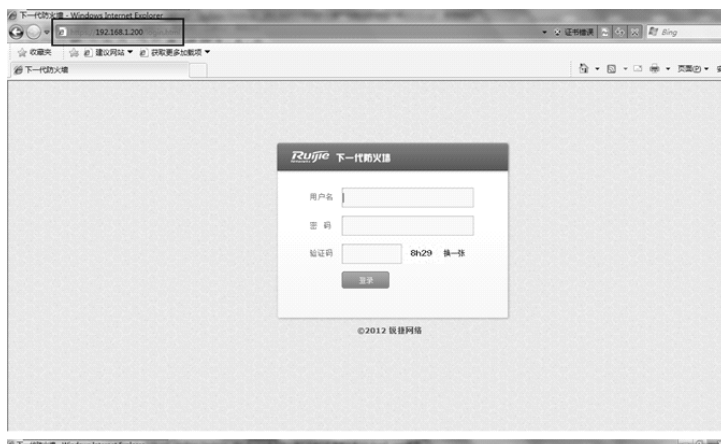 下一代防火墙 - Windows Internet Explorer
192.168.1.200
证书错误
Bing
收藏夹
建议网站
获取更多加载项
下一代防火墙
页面(P)
Ruijie 下一代防火墙
用户名
密 码
验证码
8h29
换一张
登录
©2012 锐捷网络